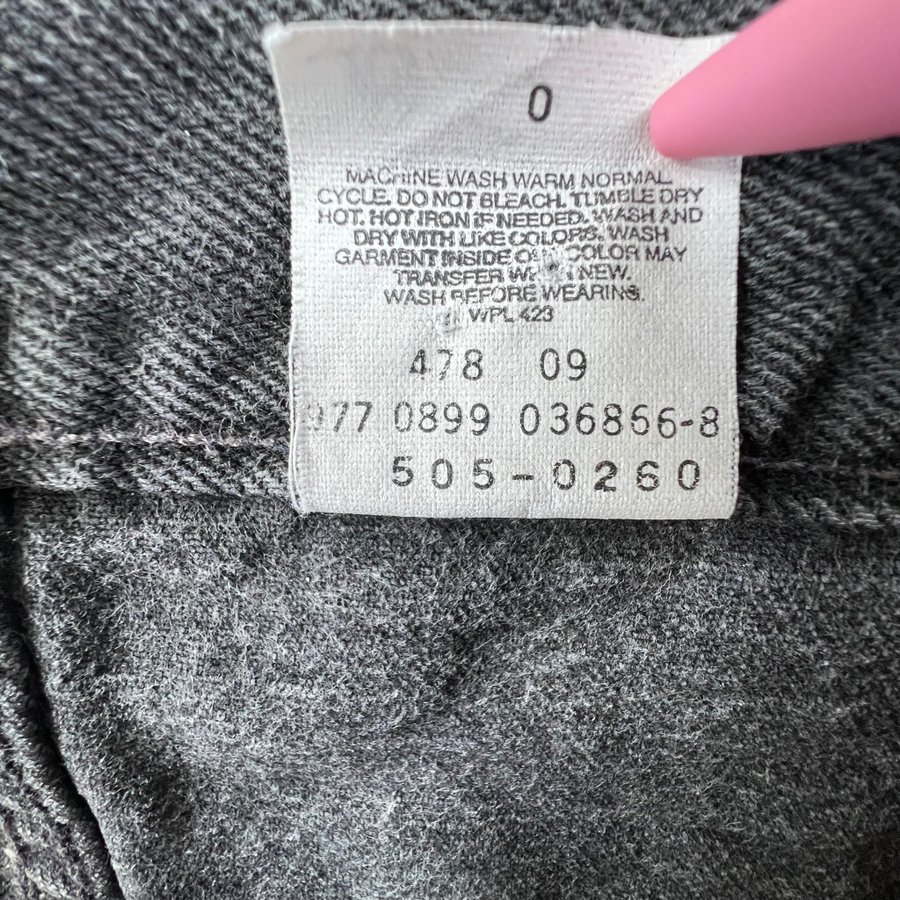 0
MACHINE WASH WARM NORMAL
CYCLE. DO NOT BLEACH. TUMBLE DRY
HOT. HOT IRON IF NEEDED. WASH AND
DRY WITH LIKE COLORS. WASH
GARMENT INSIDE COLOR MAY
TRANSFER NEW.
WASH BEFORE WEARING.
WPL 423
478 09
977 0899 036866-8
505-0260